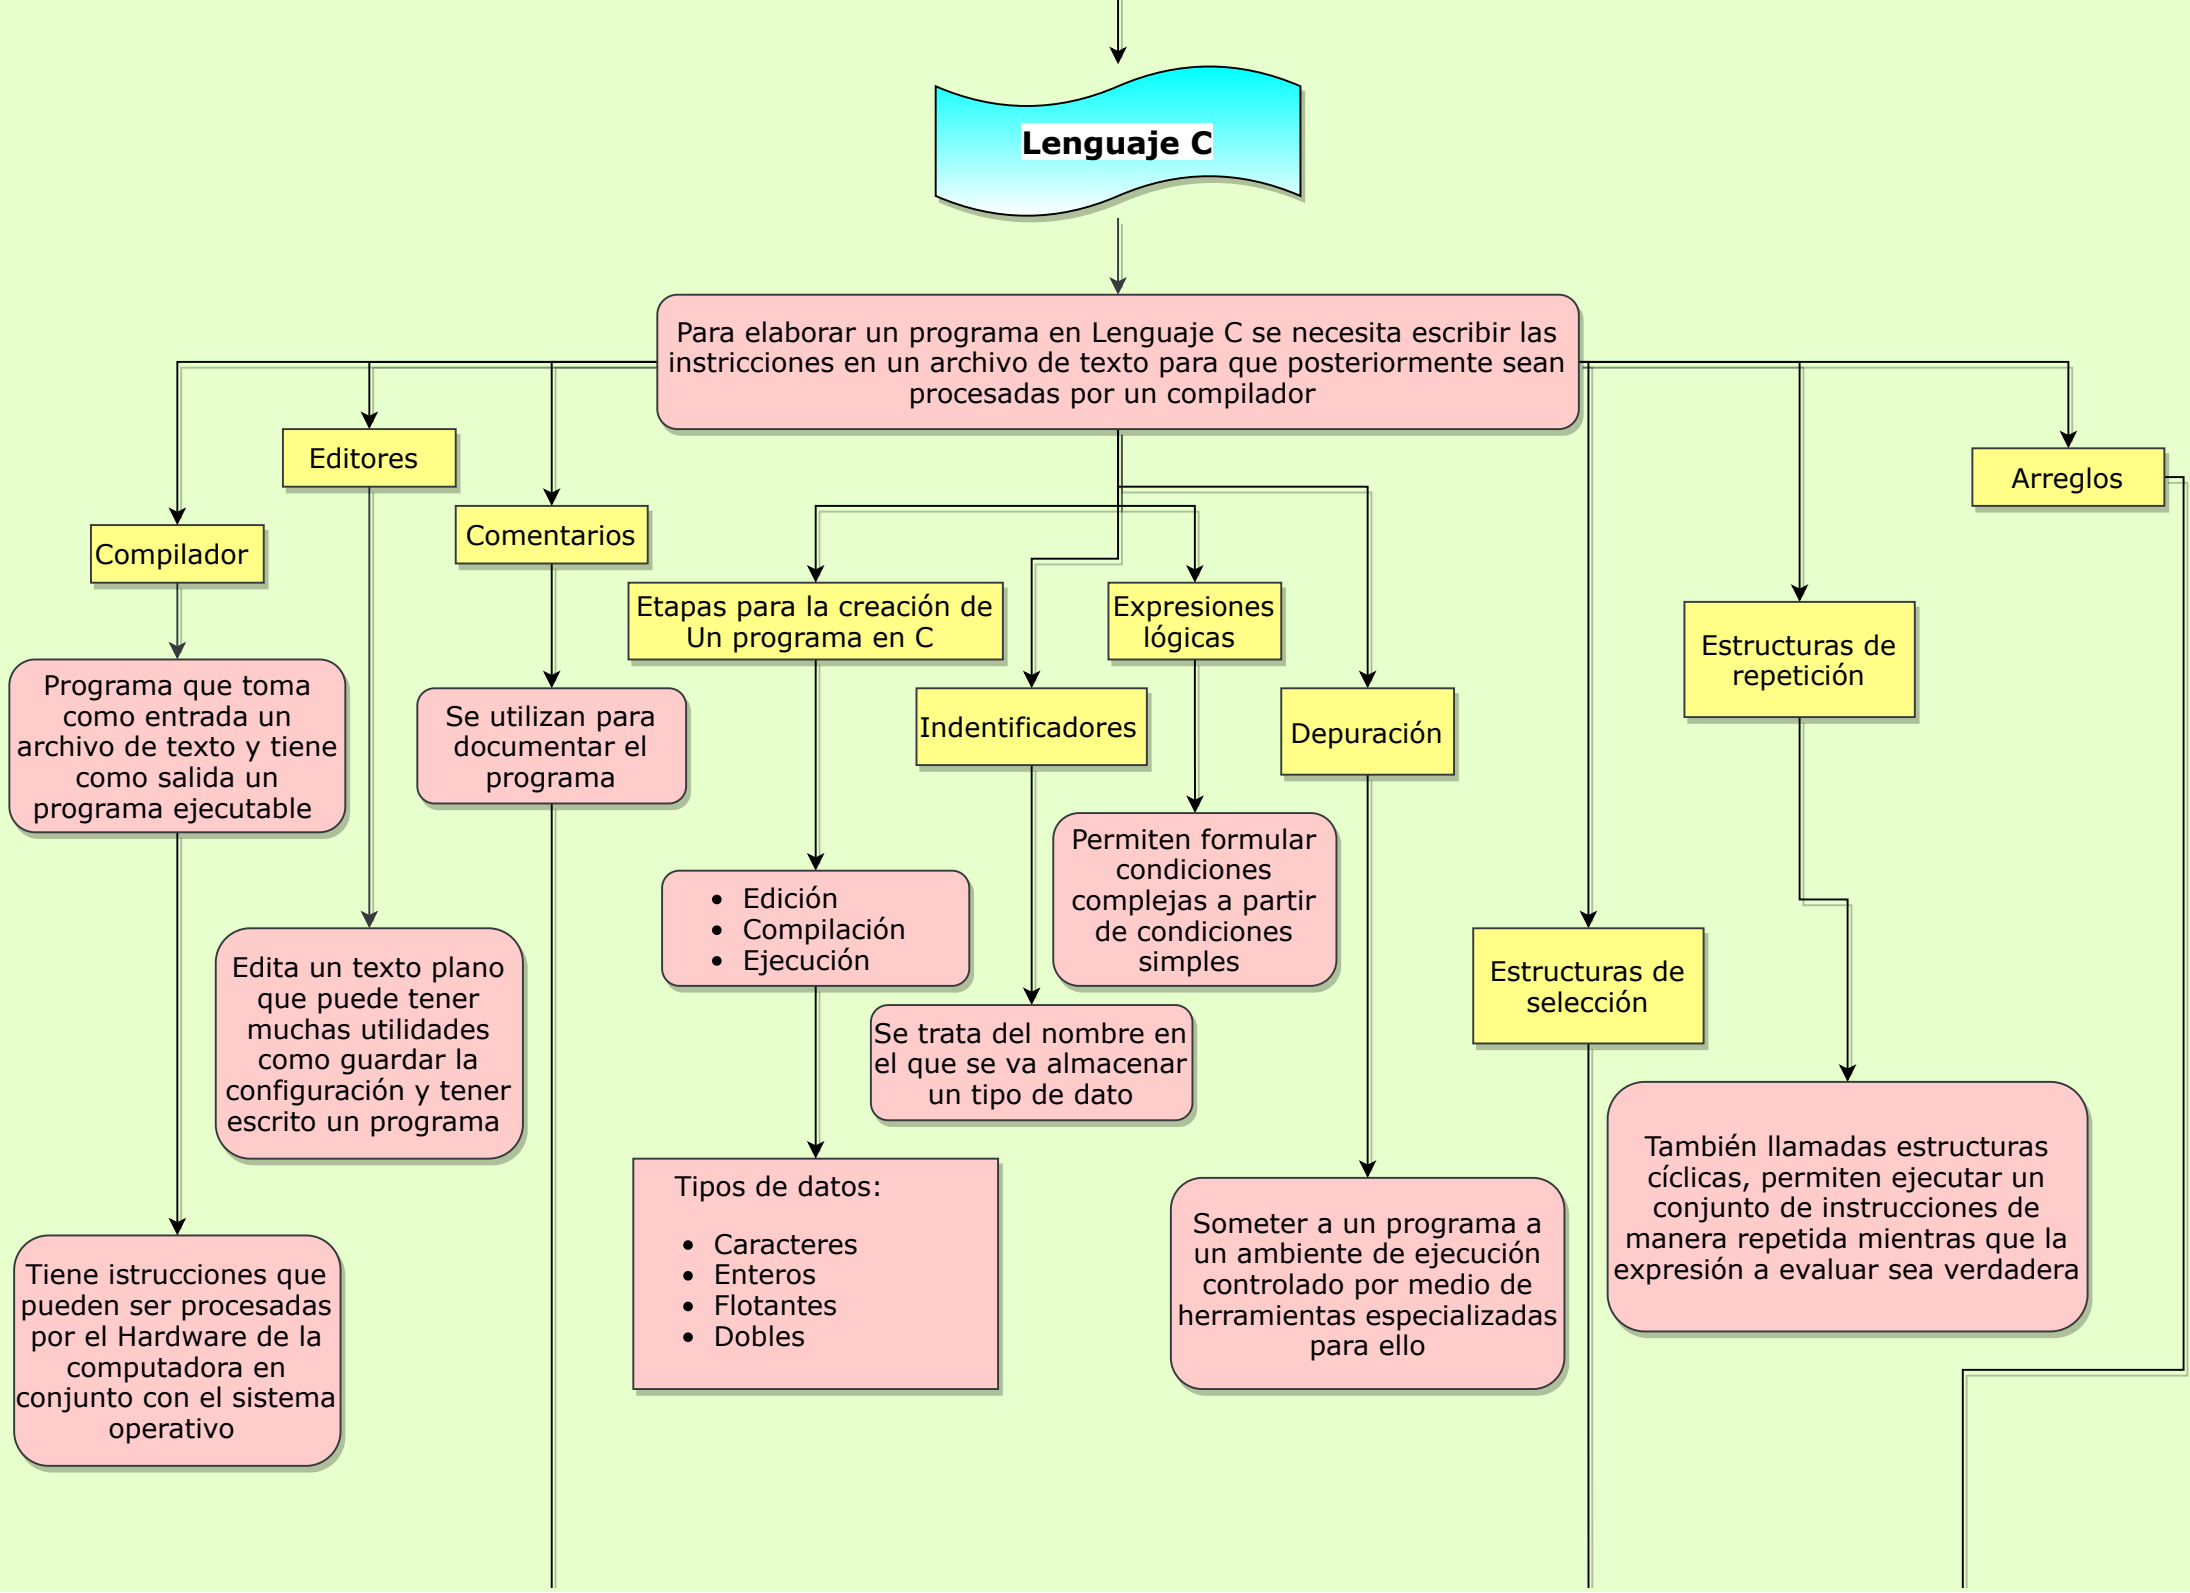 Lenguaje C
Para elaborar un programa en Lenguaje C se necesita escribir las
instricciones en un archivo de texto para que posteriormente sean
procesadas por un compilador
Editores
Arreglos
Comentarios
Compilador
Etapas para la creación de
Un programa en C
Expresiones
lógicas
Estructuras de
repetición
Programa que toma
como entrada un
archivo de texto y tiene
como salida un
programa ejecutable
Se utilizan para
documentar el
programa
Indentificadores
Depuración
Permiten formular
condiciones
complejas a partir
de condiciones
simples
• Edición
• Compilación
• Ejecución
Edita un texto plano
que puede tener
muchas utilidades
como guardar la
configuración y tener
escrito un programa
Estructuras de
selección
Se trata del nombre en
el que se va almacenar
un tipo de dato
También llamadas estructuras
cíclicas, permiten ejecutar un
conjunto de instrucciones de
manera repetida mientras que la
expresión a evaluar sea verdadera
Tipos de datos:
• Caracteres
• Enteros
• Flotantes
• Dobles
Someter a un programa a
un ambiente de ejecución
controlado por medio de
herramientas especializadas
para ello
Tiene istrucciones que
pueden ser procesadas
por el Hardware de la
computadora en
conjunto con el sistema
operativo